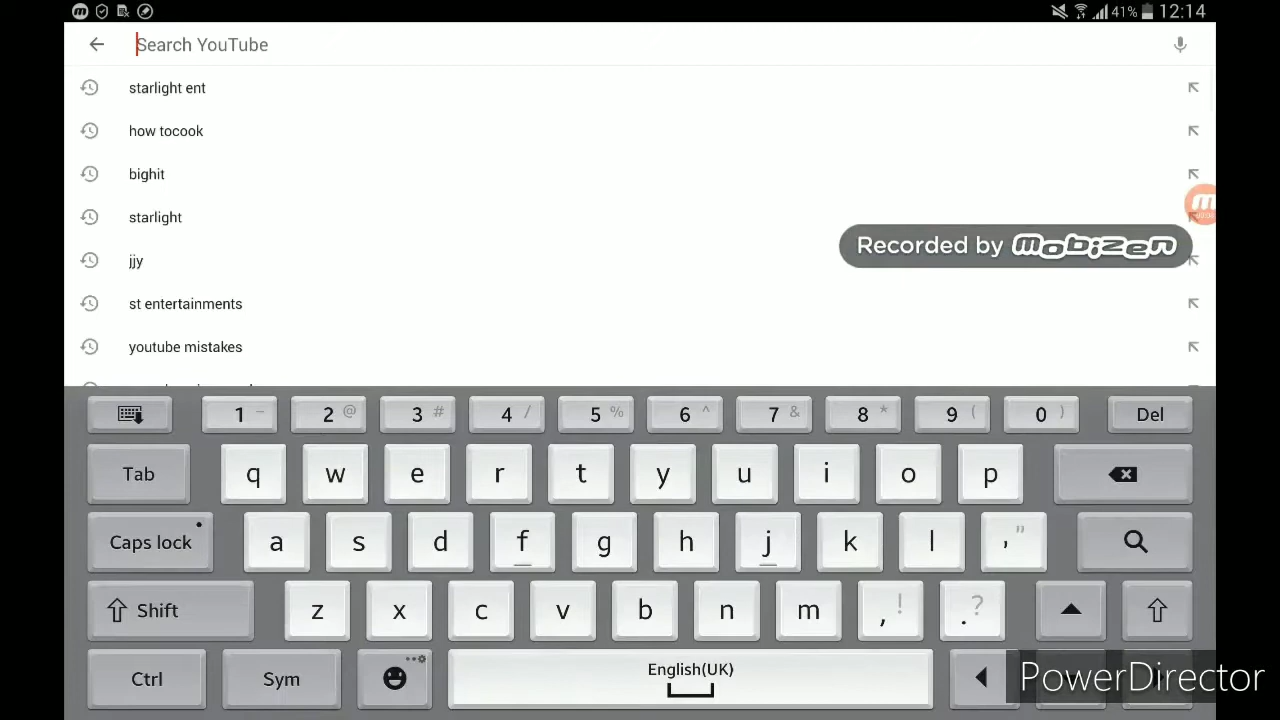 41% 12:14
Search YouTube
starlight ent
how tocook
bighit
starlight
Recorded by mobizen
jjy
st entertainments
youtube mistakes
1 - 2 @ 3 # 4 / 5 % 6 ^ 7 & 8 * 9 ( 0 ) Del
Tab q w e r t y u i o p
Caps lock a s d f g h j k l ' "
Shift z x c v b n m , ! . ?
Ctrl Sym English(UK)
PowerDirector